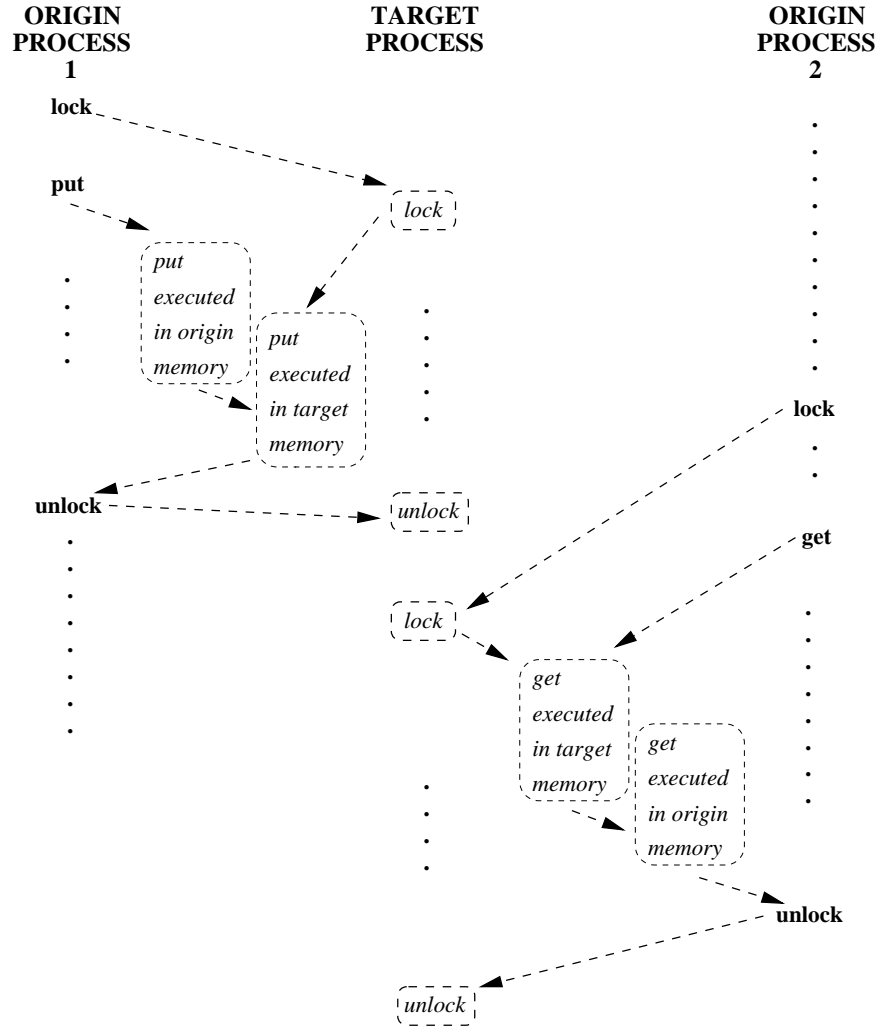 ORIGIN
PROCESS
1
TARGET
PROCESS
ORIGIN
PROCESS
2
lock
put
lock
put
executed
in origin
memory
put
executed
in target
memory
lock
unlock
unlock
get
lock
get
executed
in target
memory
get
executed
in origin
memory
unlock
unlock